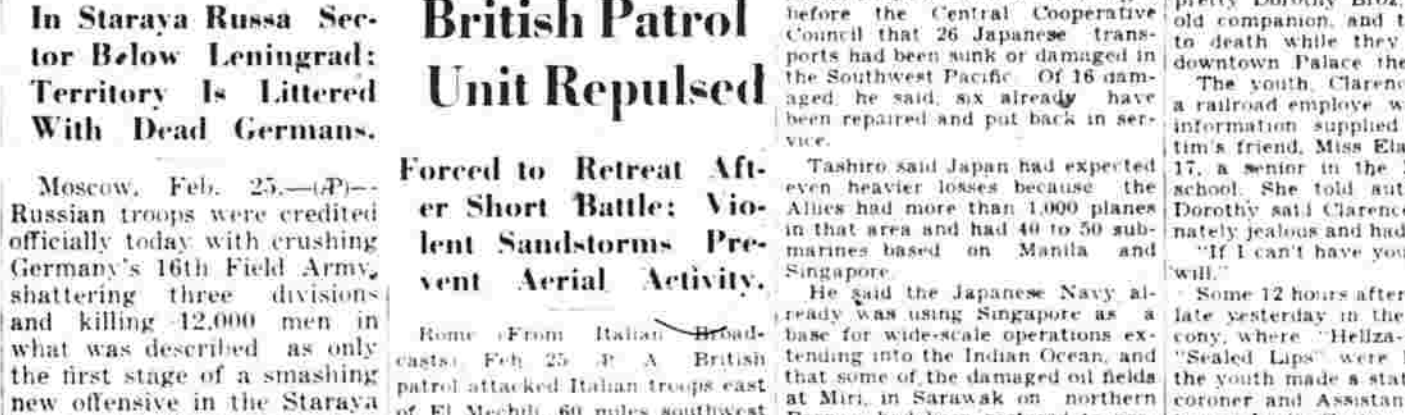 In Staraya Russa Sec-
tor Below Leningrad:
Territory Is Littered
With Dead Germans.
Moscow, Feb. 25.—(AP)—
Russian troops were credited
officially today with crushing
Germany's 16th Field Army,
shattering three divisions
and killing 12,000 men in
what was described as only
the first stage of a smashing
new offensive in the Staraya
British Patrol
Unit Repulsed
Forced to Retreat Aft-
er Short Battle: Vio-
lent Sandstorms Pre-
vent Aerial Activity.
Rome (From Italian Broad-
casts), Feb. 25 A British
patrol attacked Italian troops east
of El Mechili, 60 miles southwest
before the Central Cooperative
Council that 26 Japanese trans-
ports had been sunk or damaged in
the Southwest Pacific. Of 16 dam-
aged, he said, six already have
been repaired and put back in ser-
vice.
Tashiro said Japan had expected
even heavier losses because the
Allies had more than 1,000 planes
in that area and had 40 to 50 sub-
marines based on Manila and
Singapore.
He said the Japanese Navy al-
ready was using Singapore as a
base for wide-scale operations ex-
tending into the Indian Ocean, and
that some of the damaged oil fields
at Miri, in Sarawak on northern
pretty Dorothy Broz,
old companion, and t
to death while they
downtown Palace the
The youth, Clarenc
a railroad employe w
information supplied
tim's friend, Miss Ela
17, a senior in the
school. She told aut
Dorothy said Clarenc
nately jealous and had
"If I can't have you
will."
Some 12 hours after
late yesterday in the
cony, where "Hellza-
"Sealed Lips" were
the youth made a stat
coroner and Assistan